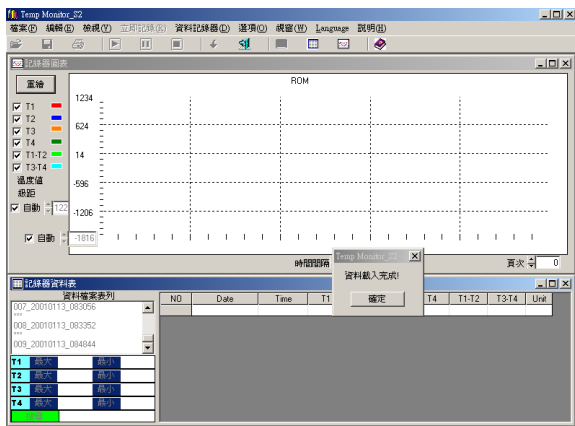 Temp Monitor_S2
檔案(F) 編輯(E) 檢視(V) 立即記錄(K) 資料記錄器(D) 選項(O) 視窗(W) Language 說明(H)
記錄器圖表
重繪
ROM
1234
T1
T2
624
T3
T4
14
T1-T2
T3-T4
溫度值
-596
級距
自動 122
-1206
自動 -1816
時間間隔
頁次 0
Temp Monitor_S2
資料載入完成!
確定
記錄器資料表
資料檔案表列
007_20010113_083056
***
008_20010113_083352
***
009_20010113_084844
NO Date Time T1 T4 T1-T2 T3-T4 Unit
T1 最大 最小
T2 最大 最小
T3 最大 最小
T4 最大 最小